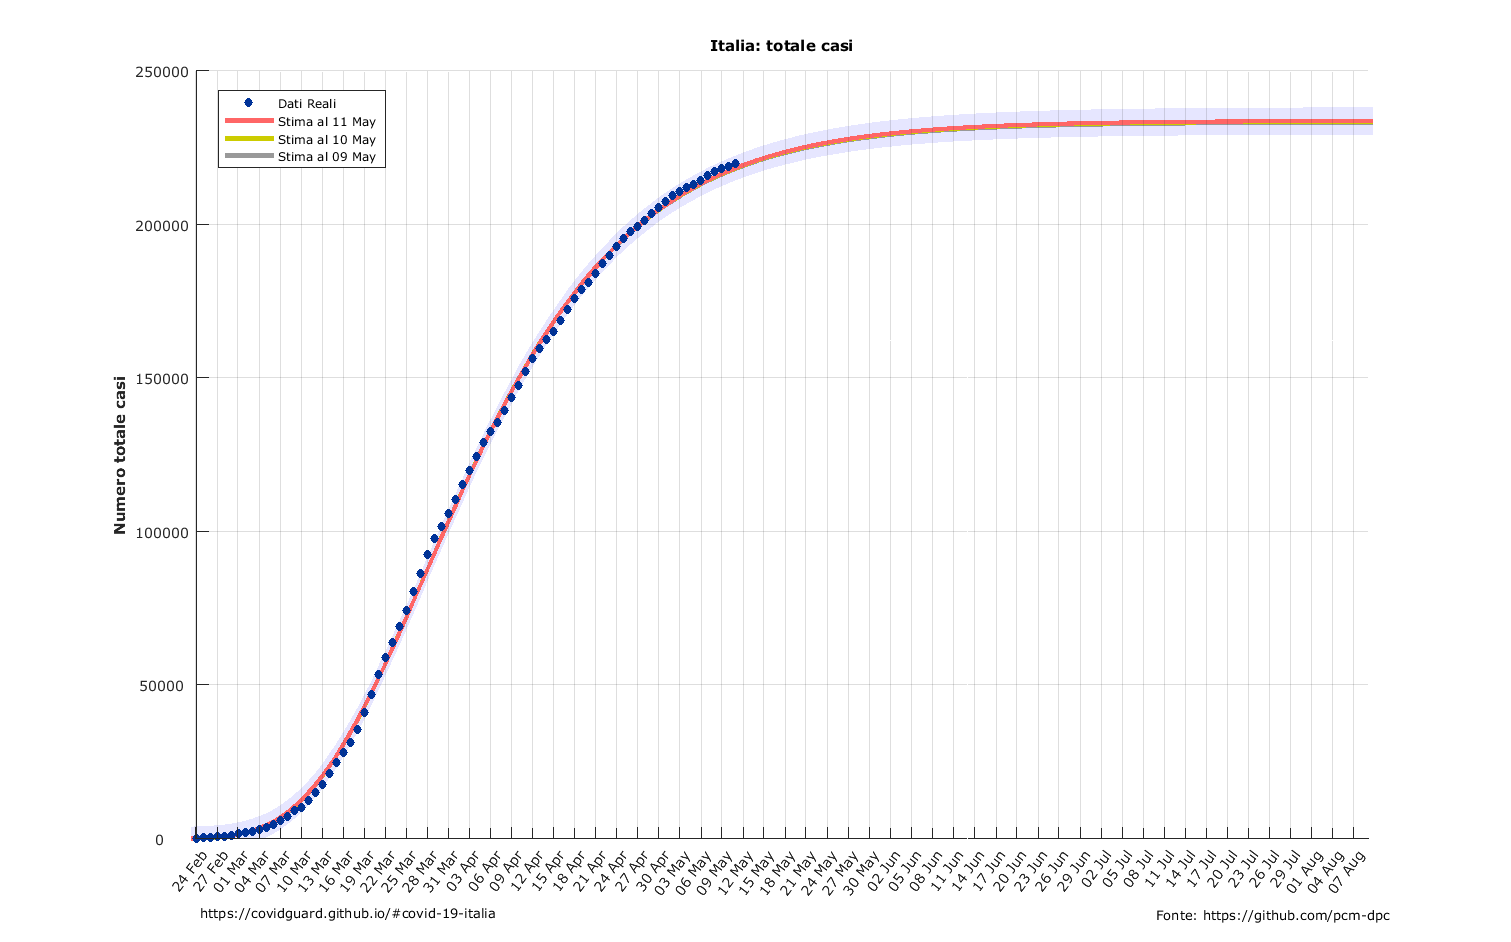 Italia: totale casi
250000
200000
150000
100000
50000
0
Numero totale casi
Dati Reali
Stima al 11 May
Stima al 10 May
Stima al 09 May
24 Feb
27 Feb
01 Mar
04 Mar
07 Mar
10 Mar
13 Mar
16 Mar
19 Mar
22 Mar
25 Mar
28 Mar
31 Mar
03 Apr
06 Apr
09 Apr
12 Apr
15 Apr
18 Apr
21 Apr
24 Apr
27 Apr
30 Apr
03 May
06 May
09 May
12 May
15 May
18 May
21 May
24 May
27 May
30 May
02 Jun
05 Jun
08 Jun
11 Jun
14 Jun
17 Jun
20 Jun
23 Jun
26 Jun
29 Jun
02 Jul
05 Jul
08 Jul
11 Jul
14 Jul
17 Jul
20 Jul
23 Jul
26 Jul
29 Jul
01 Aug
04 Aug
07 Aug
https://covidguard.github.io/#covid-19-italia
Fonte: https://github.com/pcm-dpc